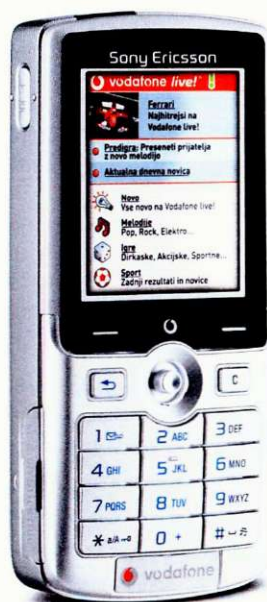 Sony Ericsson
vodafone live!™
Ferrari
Najhitrejsi na
Vodafone live!
Predigra: Preseneti prijatelja
z novo melodijo
Aktualna dnevna novica
Novo
Vse novo na Vodafone live!
Melodije
Pop, Rock, Elektro...
Igre
Dirkaske, Akcijske, Sportne...
Sport
Zadnji rezultati in novice
C
1 2 ABC 3 DEF
4 GHI 5 JKL 6 MNO
7 PQRS 8 TUV 9 WXYZ
* a/A 0 + #
vodafone